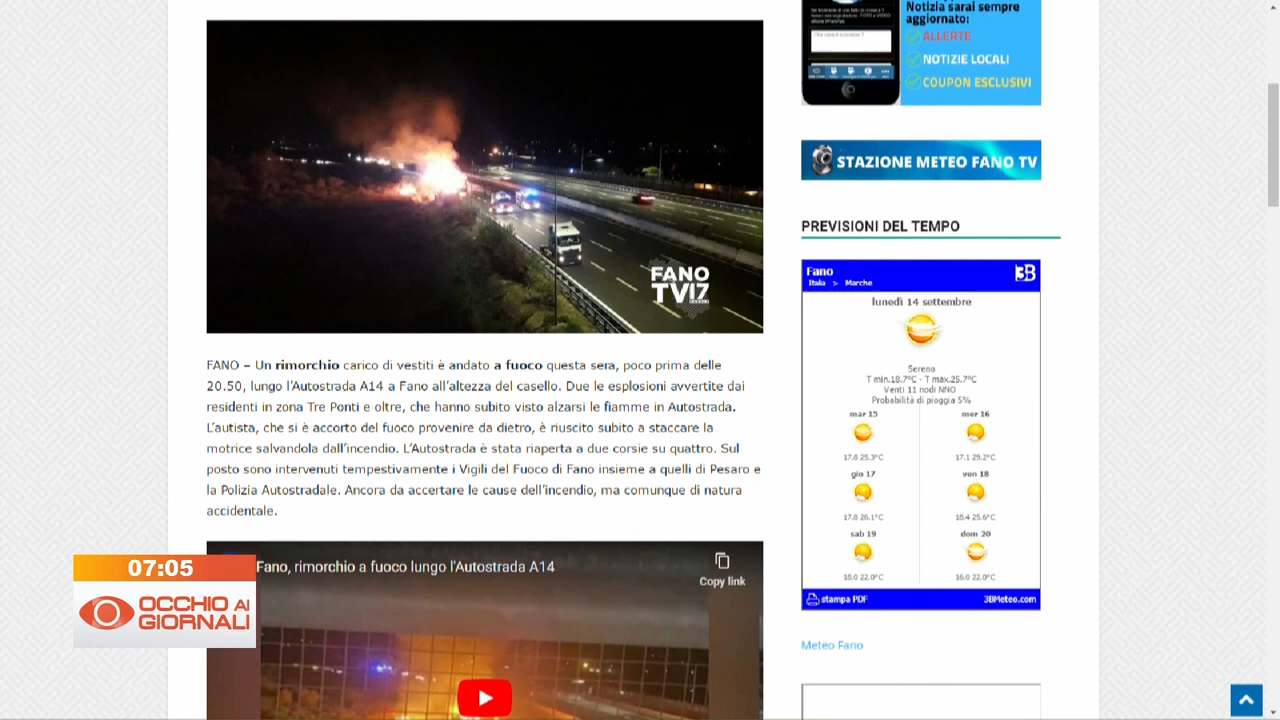 Notizia sarai sempre
aggiornato:
ALLERTE
NOTIZIE LOCALI
COUPON ESCLUSIVI
FANO
TV17
STAZIONE METEO FANO TV
PREVISIONI DEL TEMPO
Fano
Italia > Marche
3B
lunedì 14 settembre
Sereno
T min.18.7°C - T max.25.7°C
Venti 11 nodi NNO
Probabilità di pioggia 5%
mar 15
mer 16
17.8 25.3°C
17.1 29.2°C
gio 17
ven 18
17.8 26.1°C
18.4 25.6°C
sab 19
dom 20
18.0 22.0°C
16.0 22.0°C
stampa PDF
3BMeteo.com
Meteo Fano
FANO – Un rimorchio carico di vestiti è andato a fuoco questa sera, poco prima delle
20.50, lungo l'Autostrada A14 a Fano all'altezza del casello. Due le esplosioni avvertite dai
residenti in zona Tre Ponti e oltre, che hanno subito visto alzarsi le fiamme in Autostrada.
L'autista, che si è accorto del fuoco provenire da dietro, è riuscito subito a staccare la
motrice salvandola dall'incendio. L'Autostrada è stata riaperta a due corsie su quattro. Sul
posto sono intervenuti tempestivamente i Vigili del Fuoco di Fano insieme a quelli di Pesaro e
la Polizia Autostradale. Ancora da accertare le cause dell'incendio, ma comunque di natura
accidentale.
Fano, rimorchio a fuoco lungo l'Autostrada A14
Copy link
07:05
OCCHIO AI
GIORNALI